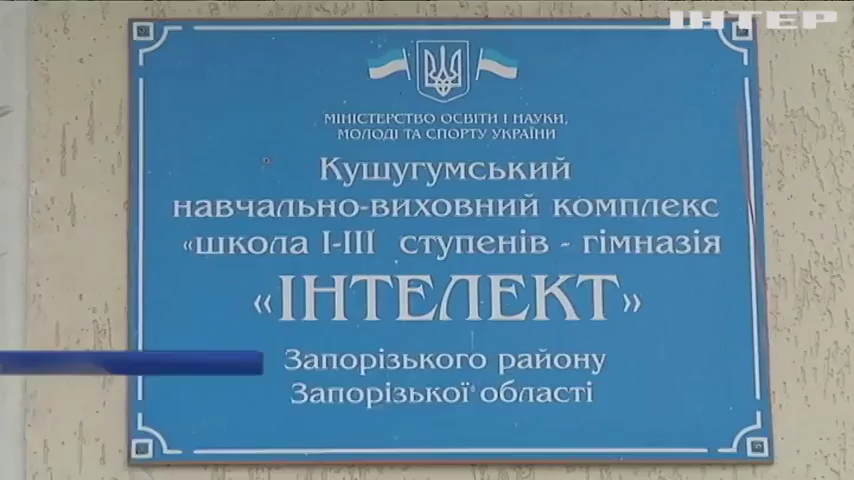 ІНТЕР
МІНІСТЕРСТВО ОСВІТИ І НАУКИ,
МОЛОДІ ТА СПОРТУ УКРАЇНИ
Кушугумський
навчально-виховний комплекс
«школа І-ІІІ ступенів - гімназія
«ІНТЕЛЕКТ»
Запорізького району
Запорізької області